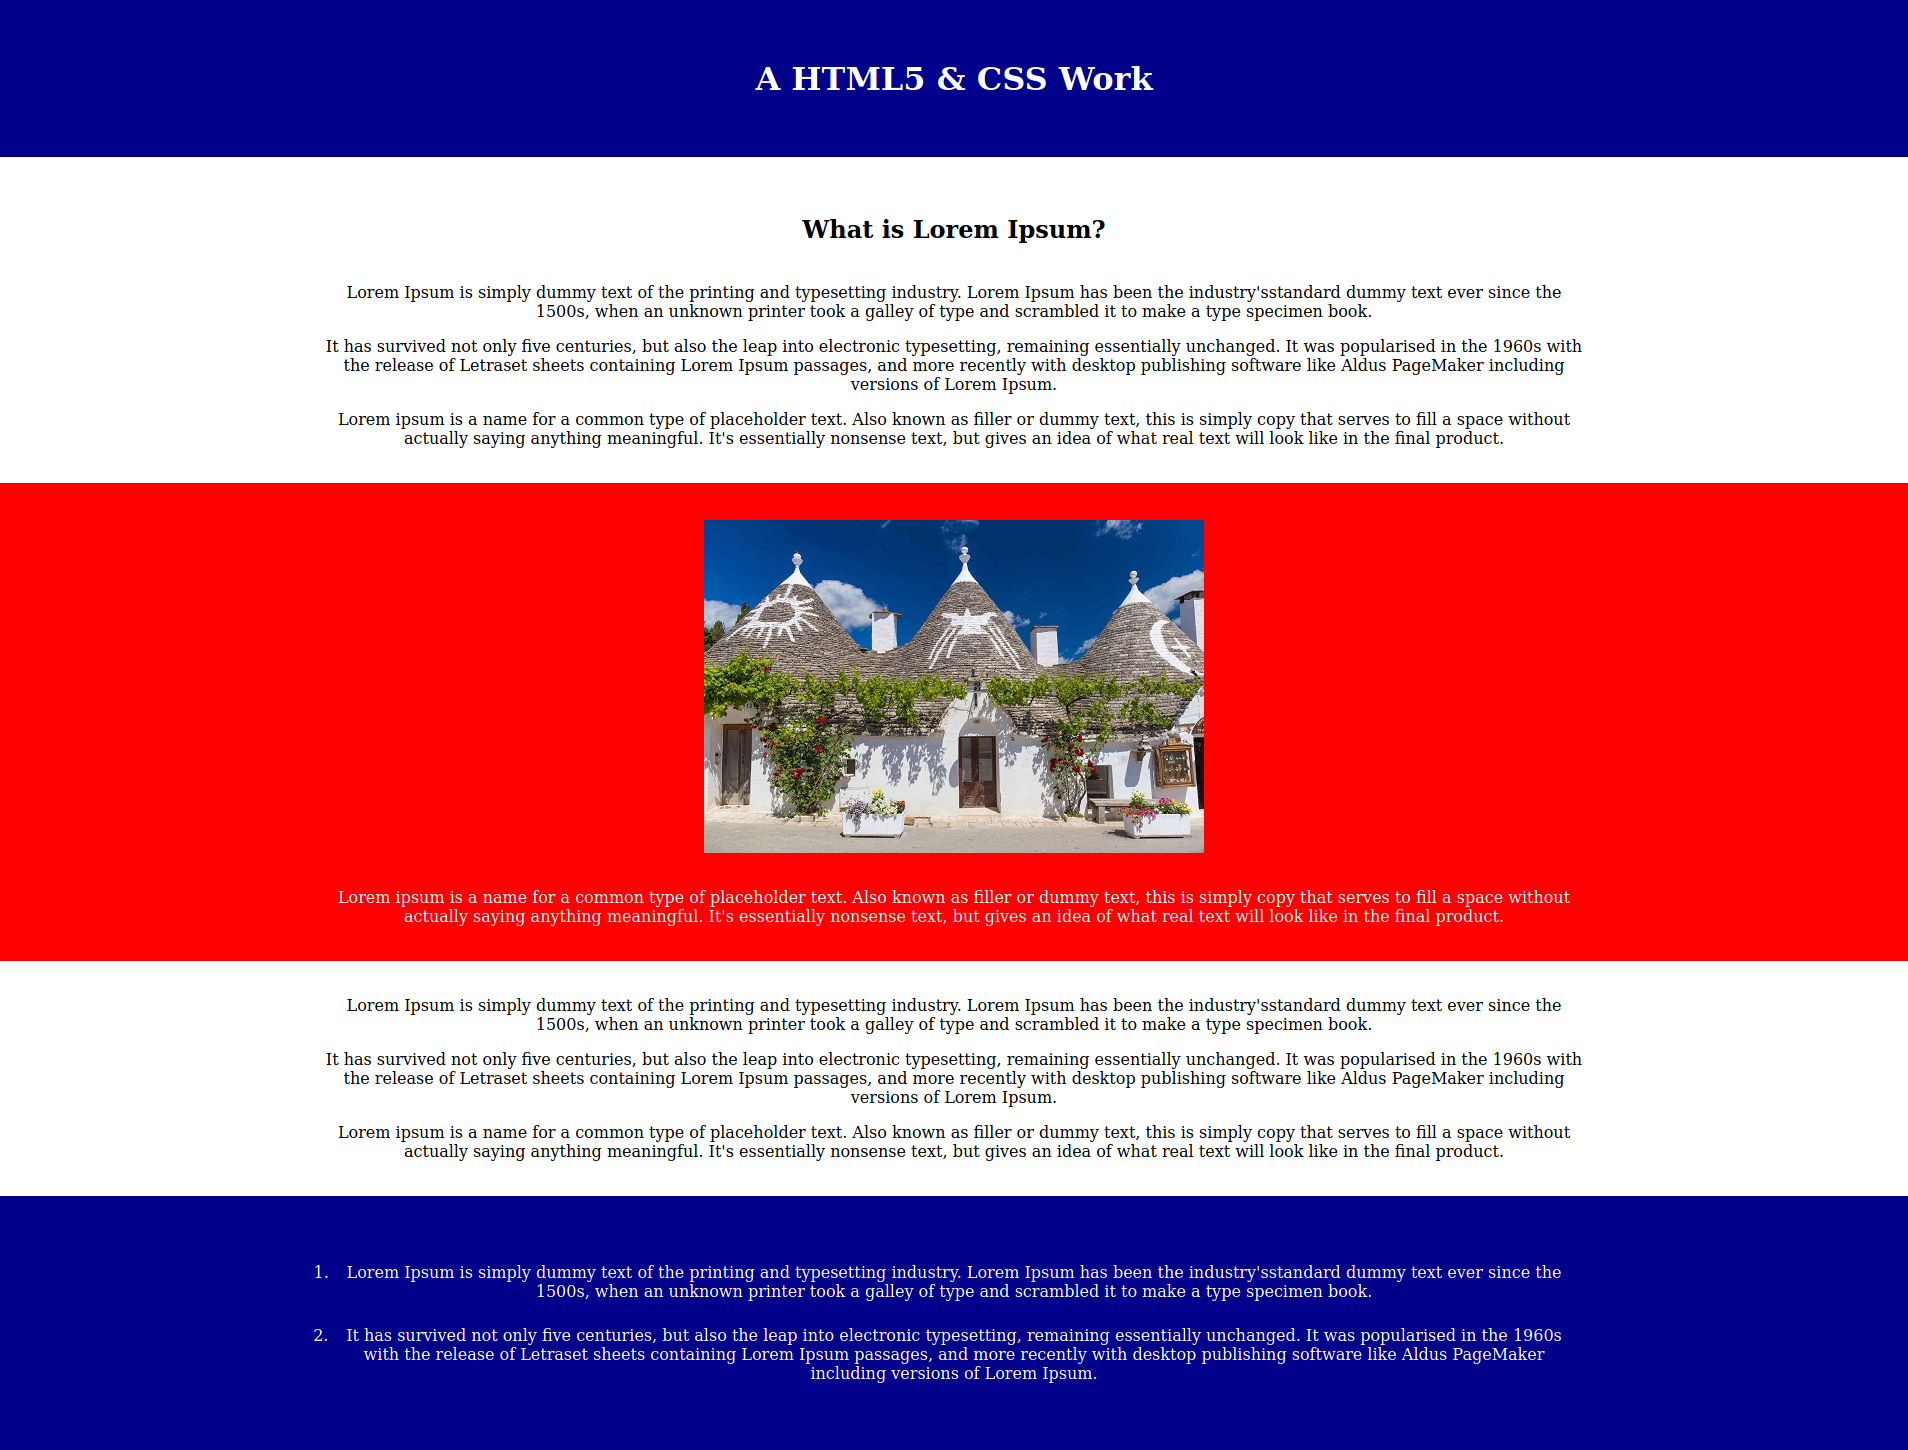 A HTML5 & CSS Work
What is Lorem Ipsum?
Lorem Ipsum is simply dummy text of the printing and typesetting industry. Lorem Ipsum has been the industry'sstandard dummy text ever since the
1500s, when an unknown printer took a galley of type and scrambled it to make a type specimen book.
It has survived not only five centuries, but also the leap into electronic typesetting, remaining essentially unchanged. It was popularised in the 1960s with
the release of Letraset sheets containing Lorem Ipsum passages, and more recently with desktop publishing software like Aldus PageMaker including
versions of Lorem Ipsum.
Lorem ipsum is a name for a common type of placeholder text. Also known as filler or dummy text, this is simply copy that serves to fill a space without
actually saying anything meaningful. It's essentially nonsense text, but gives an idea of what real text will look like in the final product.
Lorem ipsum is a name for a common type of placeholder text. Also known as filler or dummy text, this is simply copy that serves to fill a space without
actually saying anything meaningful. It's essentially nonsense text, but gives an idea of what real text will look like in the final product.
Lorem Ipsum is simply dummy text of the printing and typesetting industry. Lorem Ipsum has been the industry'sstandard dummy text ever since the
1500s, when an unknown printer took a galley of type and scrambled it to make a type specimen book.
It has survived not only five centuries, but also the leap into electronic typesetting, remaining essentially unchanged. It was popularised in the 1960s with
the release of Letraset sheets containing Lorem Ipsum passages, and more recently with desktop publishing software like Aldus PageMaker including
versions of Lorem Ipsum.
Lorem ipsum is a name for a common type of placeholder text. Also known as filler or dummy text, this is simply copy that serves to fill a space without
actually saying anything meaningful. It's essentially nonsense text, but gives an idea of what real text will look like in the final product.
1. Lorem Ipsum is simply dummy text of the printing and typesetting industry. Lorem Ipsum has been the industry'sstandard dummy text ever since the
1500s, when an unknown printer took a galley of type and scrambled it to make a type specimen book.
2. It has survived not only five centuries, but also the leap into electronic typesetting, remaining essentially unchanged. It was popularised in the 1960s
with the release of Letraset sheets containing Lorem Ipsum passages, and more recently with desktop publishing software like Aldus PageMaker
including versions of Lorem Ipsum.